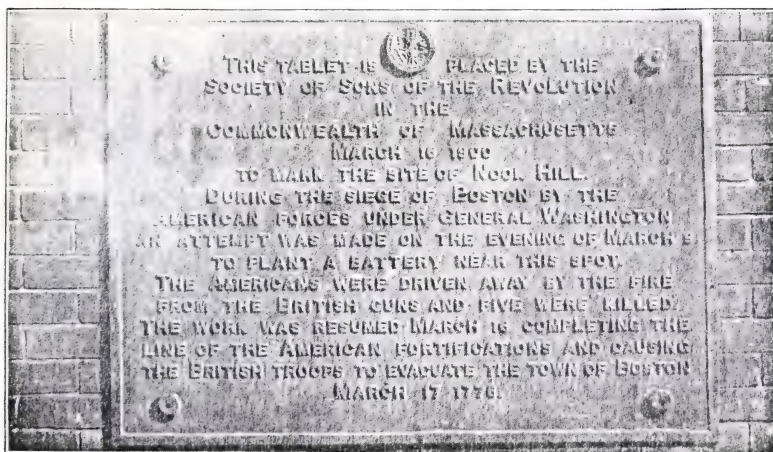 THIS TABLET IS PLACED BY THE
SOCIETY OF SONS OF THE REVOLUTION
IN THE
COMMONWEALTH OF MASSACHUSETTS
MARCH 16 1900
TO MARK THE SITE OF NOOK HILL.
DURING THE SIEGE OF BOSTON BY THE
AMERICAN FORCES UNDER GENERAL WASHINGTON
AN ATTEMPT WAS MADE ON THE EVENING OF MARCH 9
TO PLANT A BATTERY NEAR THIS SPOT.
THE AMERICANS WERE DRIVEN AWAY BY THE FIRE
FROM THE BRITISH GUNS AND FIVE WERE KILLED.
THE WORK WAS RESUMED MARCH 16 COMPLETING THE
LINE OF THE AMERICAN FORTIFICATIONS AND CAUSING
THE BRITISH TROOPS TO EVACUATE THE TOWN OF BOSTON
MARCH 17 1776.